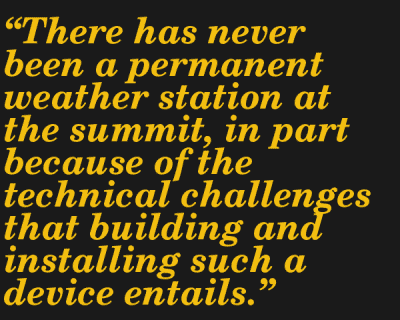 “There has never
been a permanent
weather station at
the summit, in part
because of the
technical challenges
that building and
installing such a
device entails.”